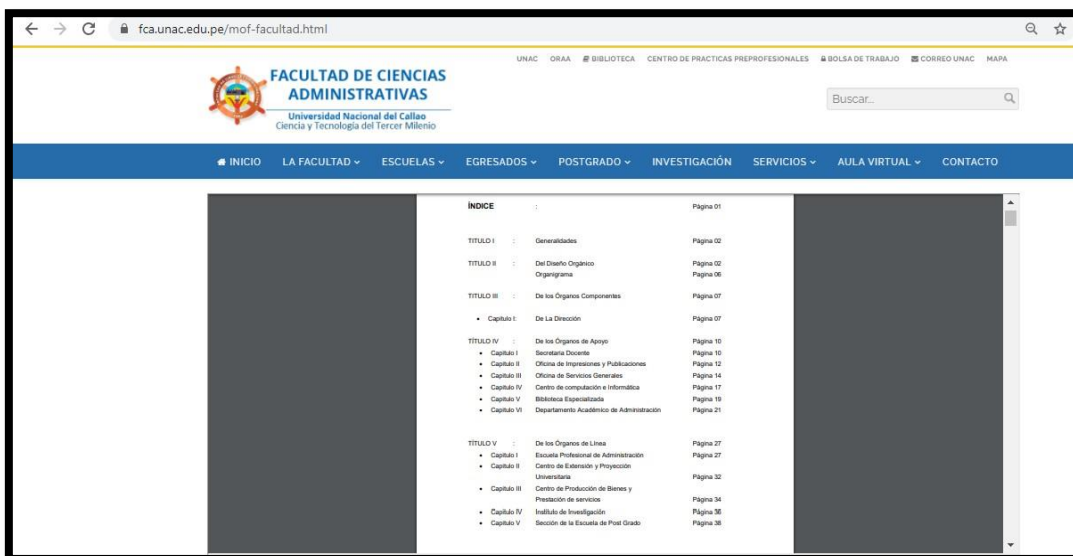 fca.unac.edu.pe/mof-facultad.html
UNAC ORAA BIBLIOTECA CENTRO DE PRACTICAS PREPROFESIONALES BOLSA DE TRABAJO CORREO UNAC MAPA
FACULTAD DE CIENCIAS
ADMINISTRATIVAS
Universidad Nacional del Callao
Ciencia y Tecnología del Tercer Milenio
Buscar...
INICIO LA FACULTAD ESCUELAS EGRESADOS POSTGRADO INVESTIGACIÓN SERVICIOS AULA VIRTUAL CONTACTO
ÍNDICE : Página 01
TITULO I : Generalidades Página 02
TITULO II : Del Diseño Orgánico Página 02
Organigrama Pagina 06
TITULO III : De los Órganos Componentes Página 07
• Capitulo I: De La Dirección Página 07
TÍTULO IV : De los Órganos de Apoyo Página 10
• Capitulo I Secretaria Docente Página 10
• Capitulo II Oficina de Impresiones y Publicaciones Página 12
• Capitulo III Oficina de Servicios Generales Página 14
• Capitulo IV Centro de computación e Informática Página 17
• Capitulo V Biblioteca Especializada Pagina 19
• Capitulo VI Departamento Académico de Administración Página 21
TÍTULO V : De los Órganos de Línea Página 27
• Capitulo I Escuela Profesional de Administración Página 27
• Capitulo II Centro de Extensión y Proyección
Universitaria Página 32
• Capitulo III Centro de Producción de Bienes y
Prestación de servicios Página 34
• Capitulo IV Instituto de Investigación Página 36
• Capitulo V Sección de la Escuela de Post Grado Página 38